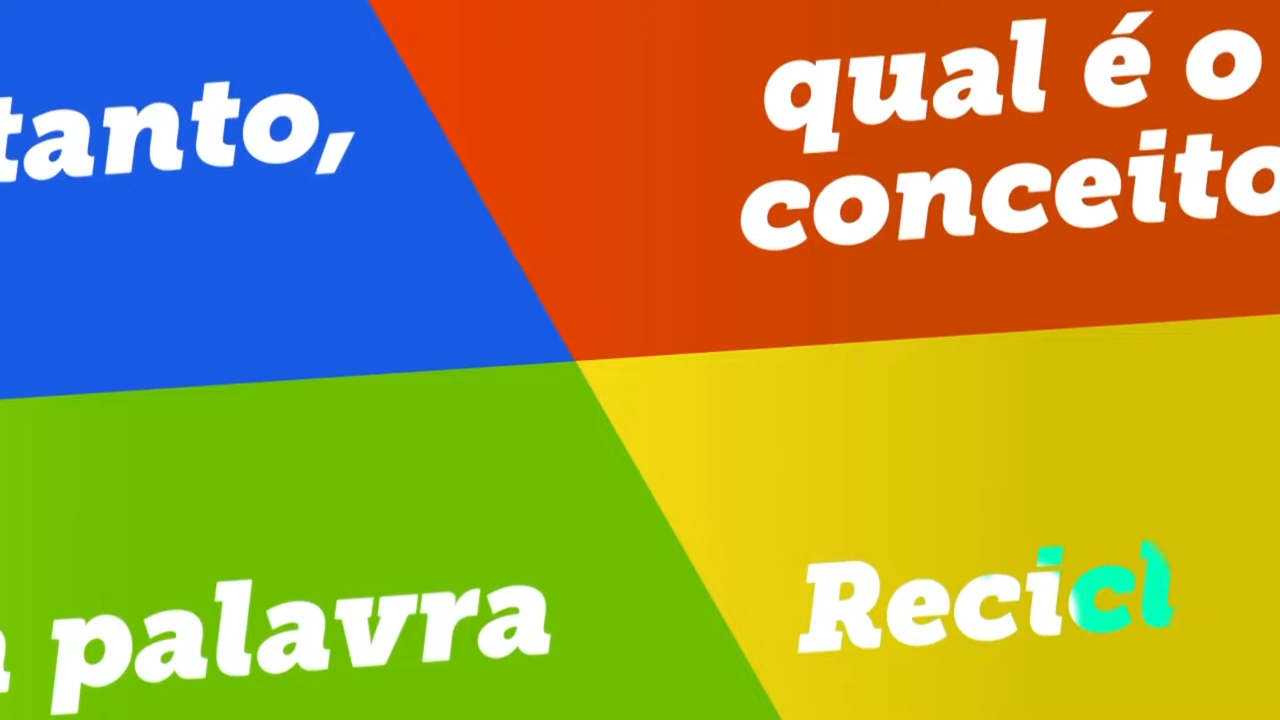 tanto,
qual é o
conceito
palavra
Recicl